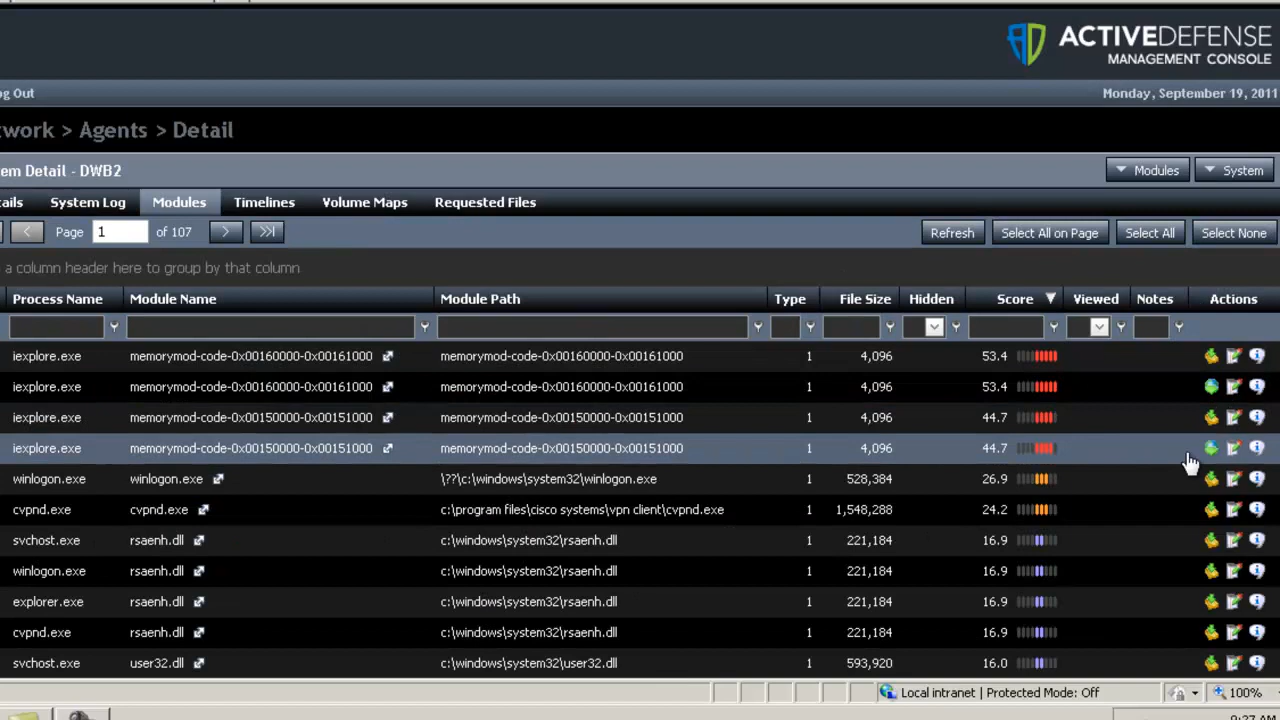 ACTIVEDEFENSE
MANAGEMENT CONSOLE
og Out Monday, September 19, 2011
twork > Agents > Detail
em Detail - DWB2 Modules System
ails System Log Modules Timelines Volume Maps Requested Files
< Page 1 of 107 > >>| Refresh Select All on Page Select All Select None
a column header here to group by that column
Process Name Module Name Module Path Type File Size Hidden Score Viewed Notes Actions
iexplore.exe memorymod-code-0x00160000-0x00161000 memorymod-code-0x00160000-0x00161000 1 4,096 53.4
iexplore.exe memorymod-code-0x00160000-0x00161000 memorymod-code-0x00160000-0x00161000 1 4,096 53.4
iexplore.exe memorymod-code-0x00150000-0x00151000 memorymod-code-0x00150000-0x00151000 1 4,096 44.7
iexplore.exe memorymod-code-0x00150000-0x00151000 memorymod-code-0x00150000-0x00151000 1 4,096 44.7
winlogon.exe winlogon.exe \??\c:\windows\system32\winlogon.exe 1 528,384 26.9
cvpnd.exe cvpnd.exe c:\program files\cisco systems\vpn client\cvpnd.exe 1 1,548,288 24.2
svchost.exe rsaenh.dll c:\windows\system32\rsaenh.dll 1 221,184 16.9
winlogon.exe rsaenh.dll c:\windows\system32\rsaenh.dll 1 221,184 16.9
explorer.exe rsaenh.dll c:\windows\system32\rsaenh.dll 1 221,184 16.9
cvpnd.exe rsaenh.dll c:\windows\system32\rsaenh.dll 1 221,184 16.9
svchost.exe user32.dll c:\windows\system32\user32.dll 1 593,920 16.0
Local intranet | Protected Mode: Off 100%
9:37 AM